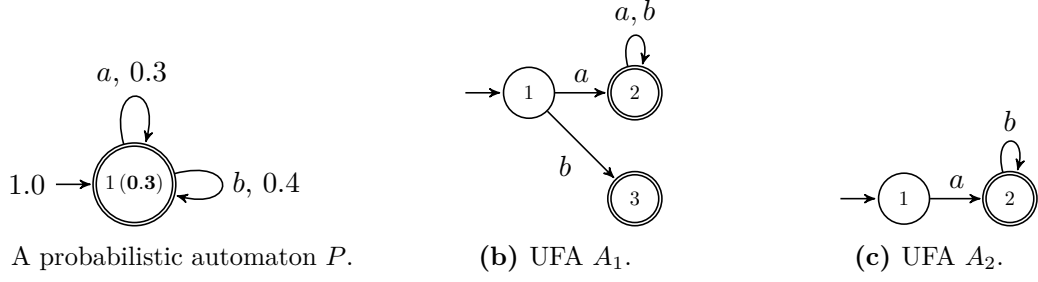 a, 0.3
1.0
1 (0.3)
b, 0.4
A probabilistic automaton P.
a, b
1
a
2
b
3
(b) UFA A₁.
b
1
a
2
(c) UFA A₂.